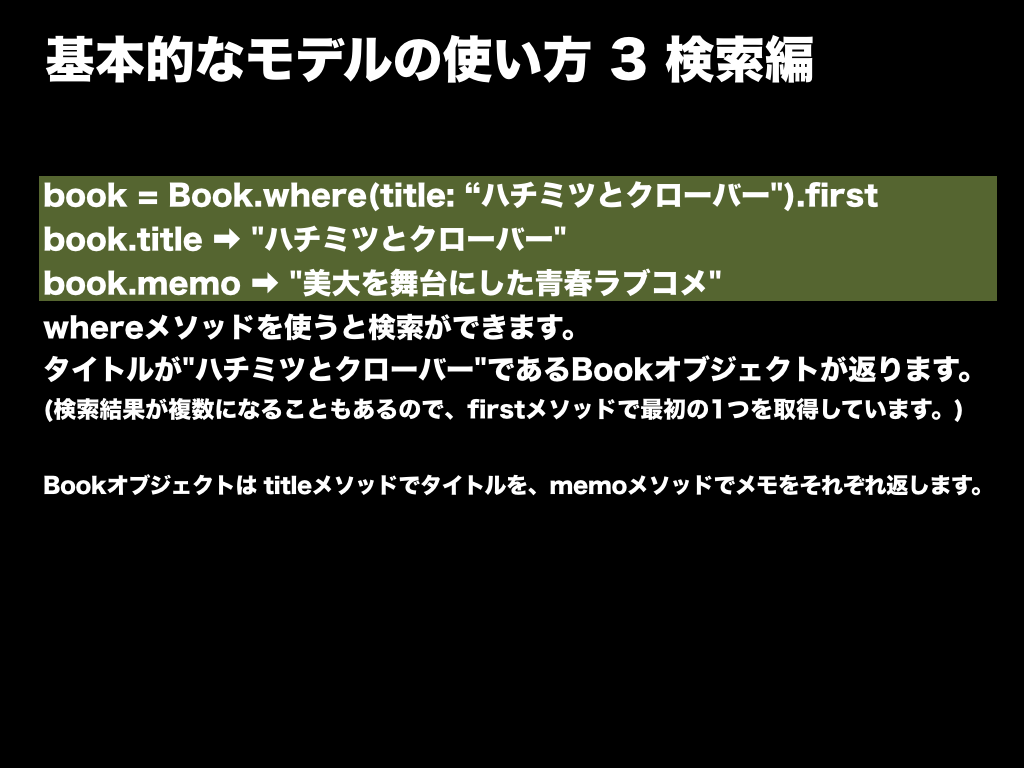 基本的なモデルの使い方 3 検索編
book = Book.where(title: “ハチミツとクローバー").first
book.title ➡ "ハチミツとクローバー"
book.memo ➡ "美大を舞台にした青春ラブコメ"
whereメソッドを使うと検索ができます。
タイトルが"ハチミツとクローバー"であるBookオブジェクトが返ります。
(検索結果が複数になることもあるので、firstメソッドで最初の1つを取得しています。)
Bookオブジェクトは titleメソッドでタイトルを、memoメソッドでメモをそれぞれ返します。